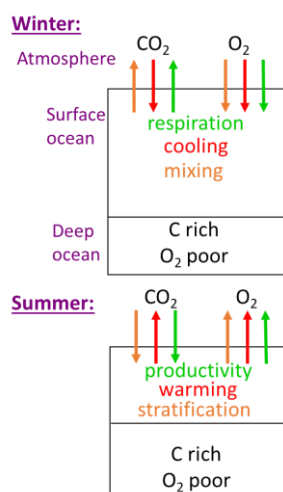 Winter:
CO₂ O₂
Atmosphere
Surface
ocean
respiration
cooling
mixing
Deep
ocean
C rich
O₂ poor
Summer:
CO₂ O₂
productivity
warming
stratification
C rich
O₂ poor